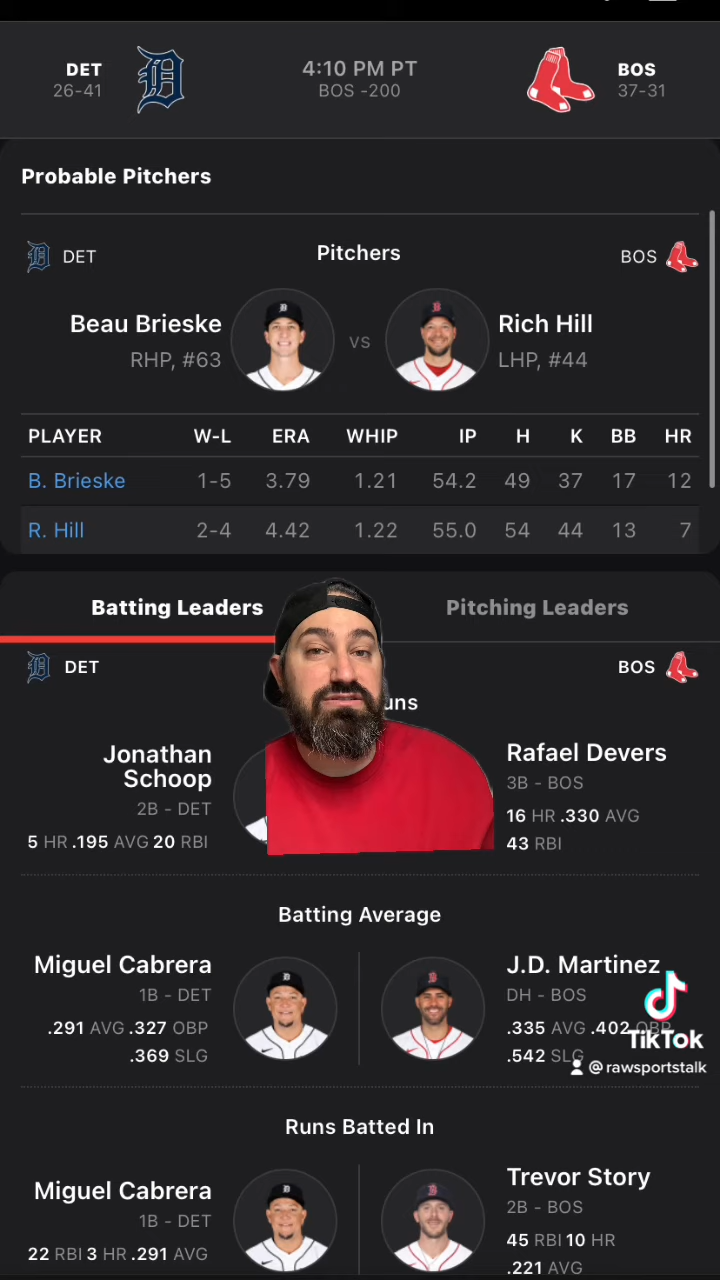 DET
26-41
4:10 PM PT
BOS -200
BOS
37-31
Probable Pitchers
DET
Pitchers
BOS
Beau Brieske
RHP, #63
VS
Rich Hill
LHP, #44
PLAYER W-L ERA WHIP IP H K BB HR
B. Brieske 1-5 3.79 1.21 54.2 49 37 17 12
R. Hill 2-4 4.42 1.22 55.0 54 44 13 7
Batting Leaders
Pitching Leaders
DET
BOS
uns
Jonathan
Schoop
2B - DET
5 HR .195 AVG 20 RBI
Rafael Devers
3B - BOS
16 HR .330 AVG
43 RBI
Batting Average
Miguel Cabrera
1B - DET
.291 AVG .327 OBP
.369 SLG
J.D. Martinez
DH - BOS
.335 AVG .402 OBP
.542 SLG
TikTok
@rawsportstalk
Runs Batted In
Miguel Cabrera
1B - DET
22 RBI 3 HR .291 AVG
Trevor Story
2B - BOS
45 RBI 10 HR
.221 AVG